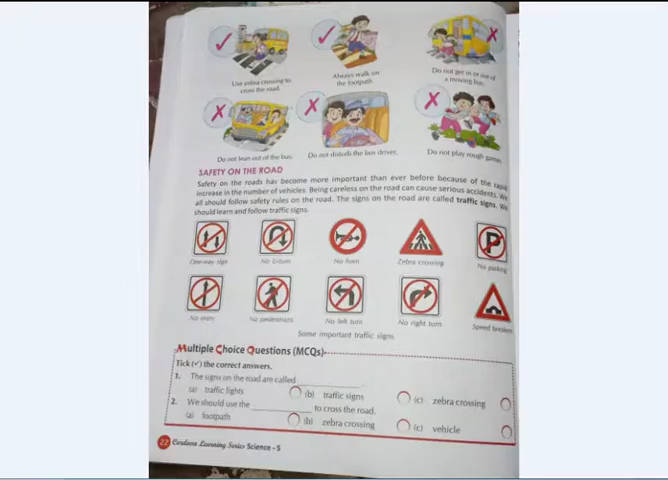 Use zebra crossing to
cross the road.
Always walk on
the footpath.
Do not get in or out of
a moving bus.
Do not lean out of the bus.
Do not disturb the bus driver.
Do not play rough games
SAFETY ON THE ROAD
Safety on the roads has become more important than ever before because of the rapid
increase in the number of vehicles. Being careless on the road can cause serious accidents. We
all should follow safety rules on the road. The signs on the road are called traffic signs. We
should learn and follow traffic signs.
One-way sign
No U-turn
No horn
Zebra crossing
No parking
No entry
No pedestrians
No left turn
No right turn
Speed breakers
Some important traffic signs
Multiple Choice Questions (MCQs)
Tick (✓) the correct answers.
1. The signs on the road are called ____________.
(a) traffic lights (b) traffic signs (c) zebra crossing
2. We should use the ____________ to cross the road.
(a) footpath (b) zebra crossing (c) vehicle
22 Cordium Learning Series Science - 5